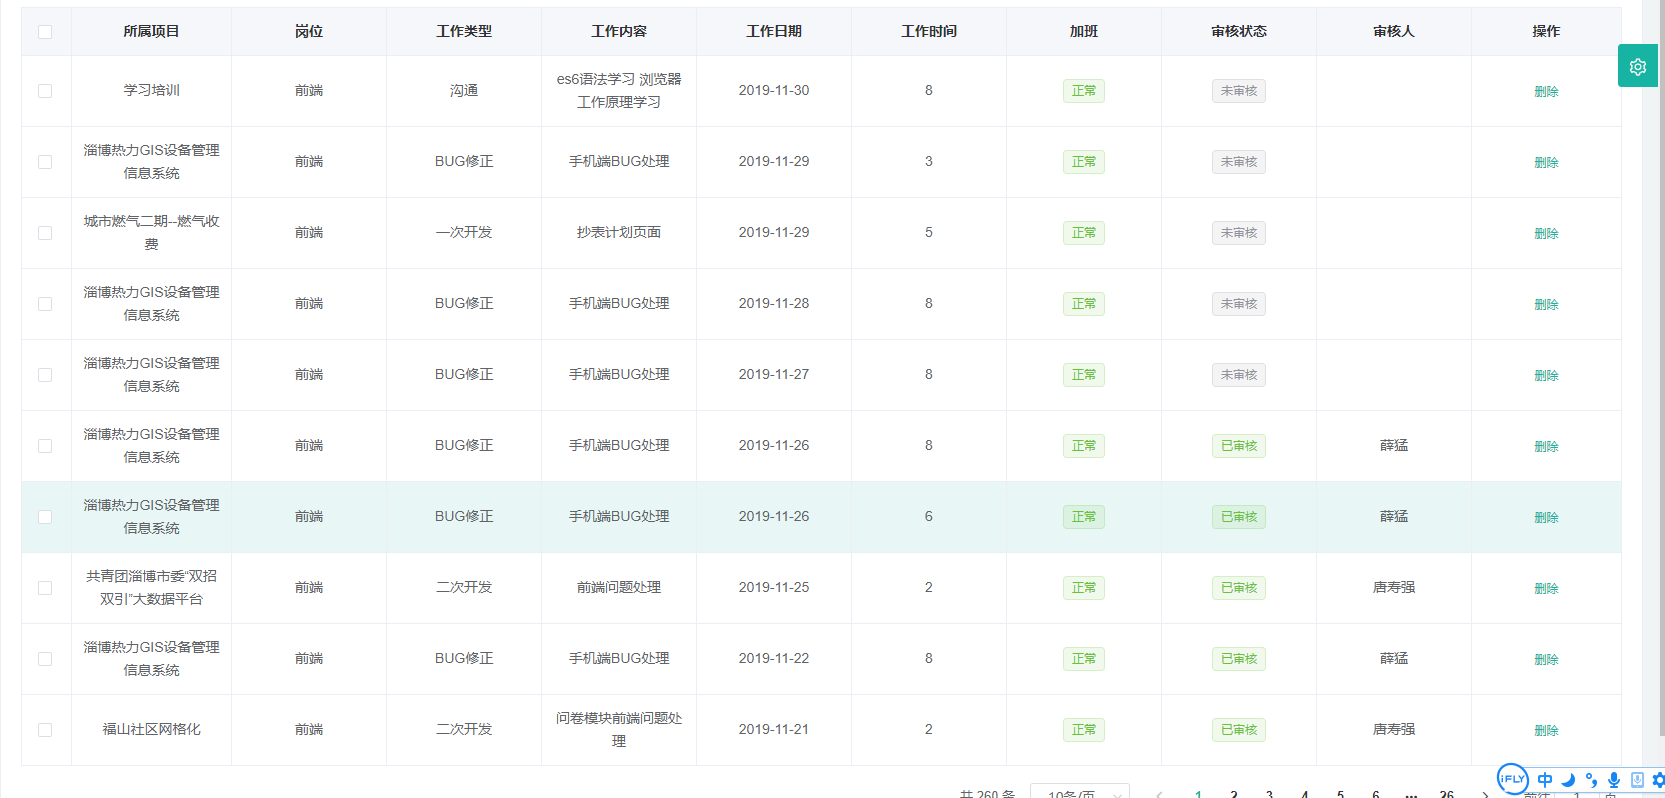 所属项目 岗位 工作类型 工作内容 工作日期 工作时间 加班 审核状态 审核人 操作
学习培训 前端 沟通 es6语法学习 浏览器 2019-11-30 8 正常 未审核 删除
工作原理学习
淄博热力GIS设备管理 前端 BUG修正 手机端BUG处理 2019-11-29 3 正常 未审核 删除
信息系统
城市燃气二期--燃气收 前端 一次开发 抄表计划页面 2019-11-29 5 正常 未审核 删除
费
淄博热力GIS设备管理 前端 BUG修正 手机端BUG处理 2019-11-28 8 正常 未审核 删除
信息系统
淄博热力GIS设备管理 前端 BUG修正 手机端BUG处理 2019-11-27 8 正常 未审核 删除
信息系统
淄博热力GIS设备管理 前端 BUG修正 手机端BUG处理 2019-11-26 8 正常 已审核 薛猛 删除
信息系统
淄博热力GIS设备管理 前端 BUG修正 手机端BUG处理 2019-11-26 6 正常 已审核 薛猛 删除
信息系统
共青团淄博市委“双招 前端 二次开发 前端问题处理 2019-11-25 2 正常 已审核 唐寿强 删除
双引”大数据平台
淄博热力GIS设备管理 前端 BUG修正 手机端BUG处理 2019-11-22 8 正常 已审核 薛猛 删除
信息系统
福山社区网格化 前端 二次开发 问卷模块前端问题处 2019-11-21 2 正常 已审核 唐寿强 删除
理
共 260 条 10条/页 1 2 3 4 5 6 ••• 26
iFLY 中